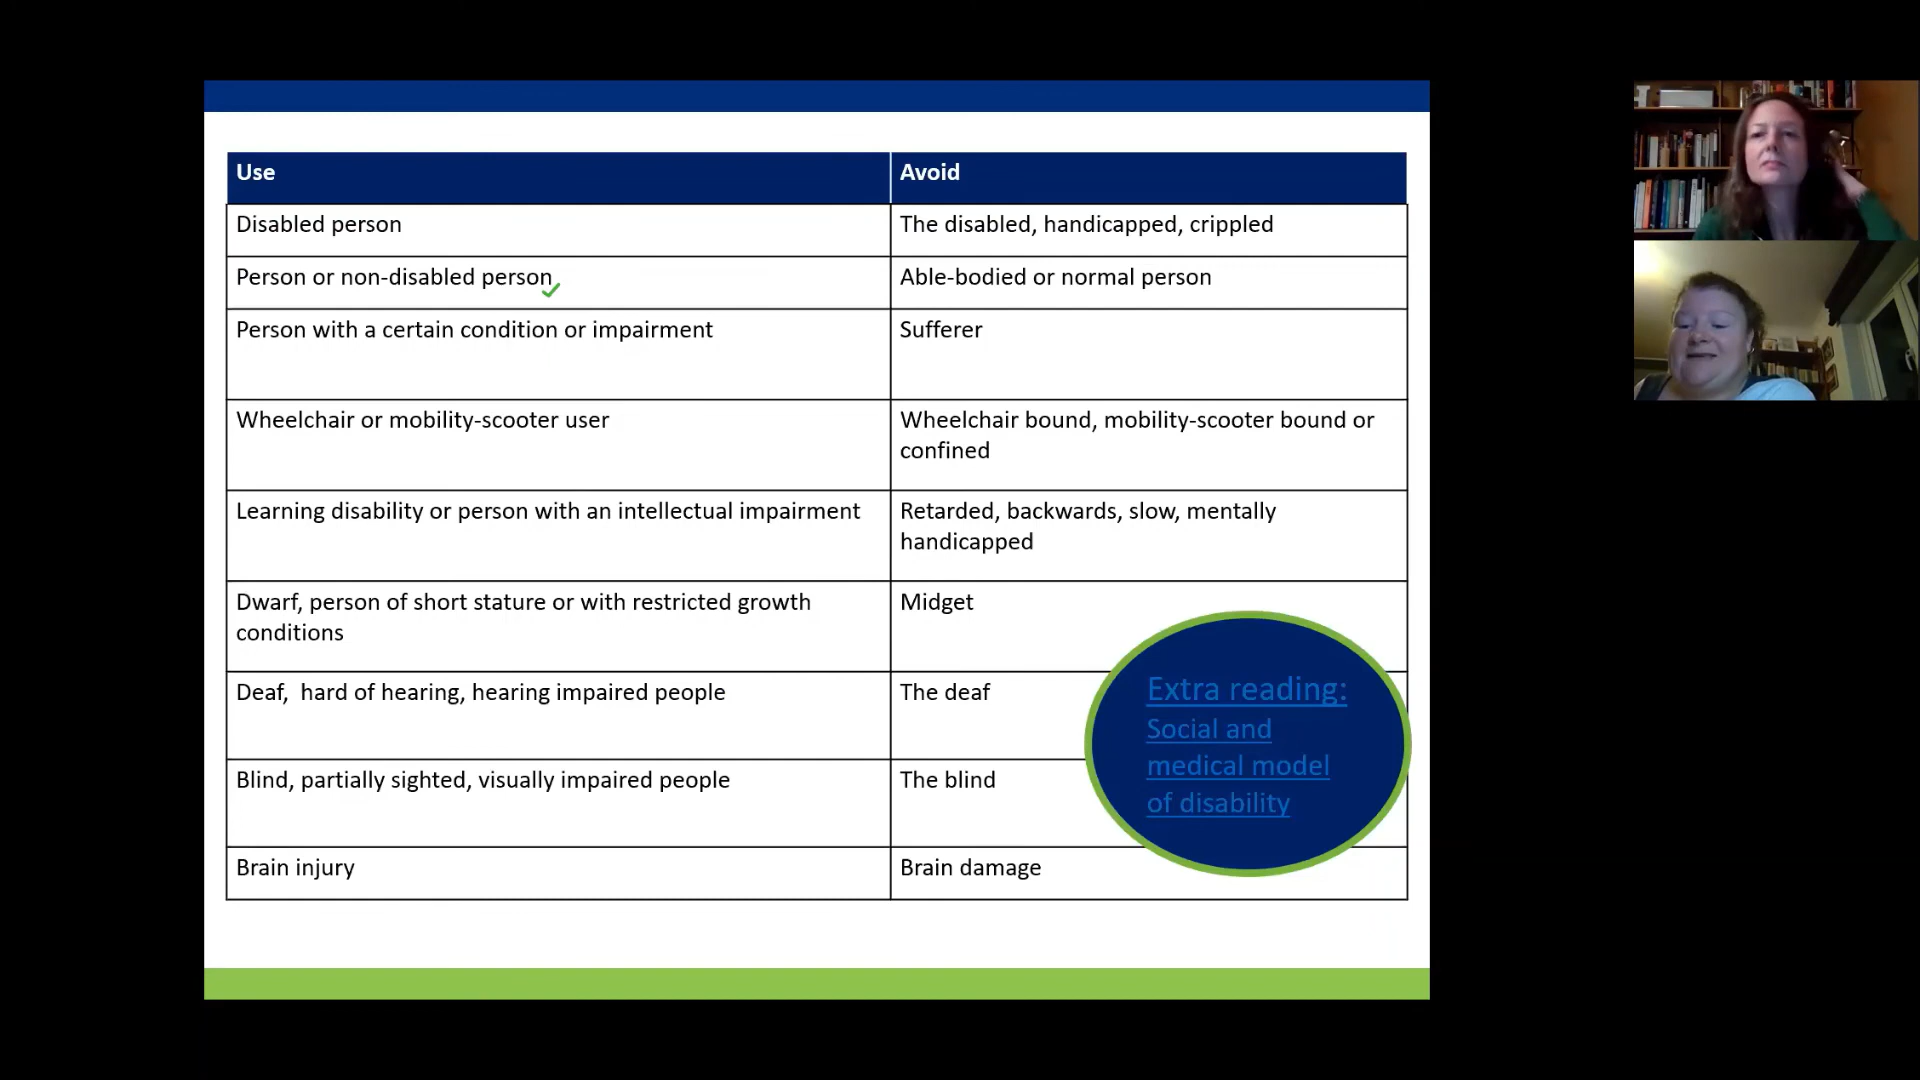 Use
Avoid
Disabled person
The disabled, handicapped, crippled
Person or non-disabled person
Able-bodied or normal person
Person with a certain condition or impairment
Sufferer
Wheelchair or mobility-scooter user
Wheelchair bound, mobility-scooter bound or
confined
Learning disability or person with an intellectual impairment
Retarded, backwards, slow, mentally
handicapped
Dwarf, person of short stature or with restricted growth
conditions
Midget
Deaf,  hard of hearing, hearing impaired people
The deaf
Blind, partially sighted, visually impaired people
The blind
Brain injury
Brain damage
Extra reading:
Social and
medical model
of disability